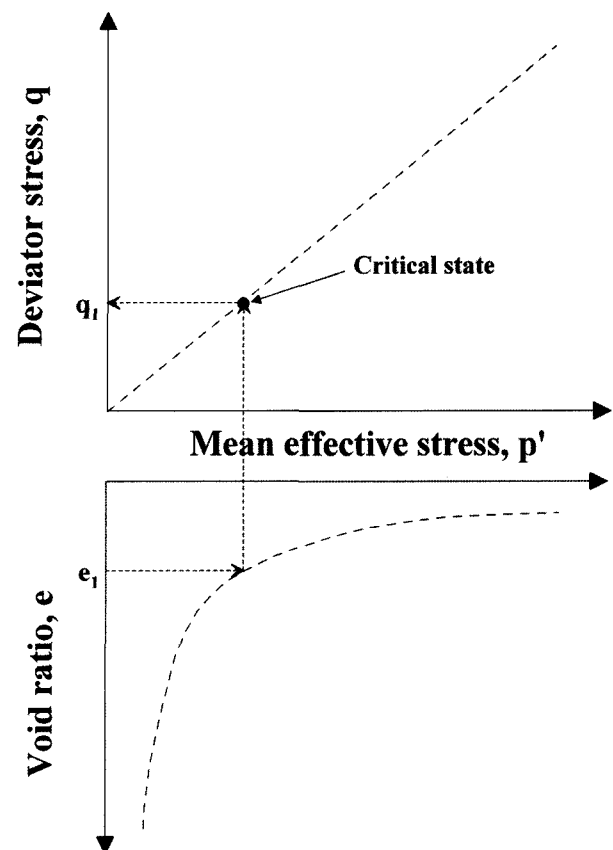 Deviator stress, q
Critical state
q1
Mean effective stress, p'
e1
Void ratio, e